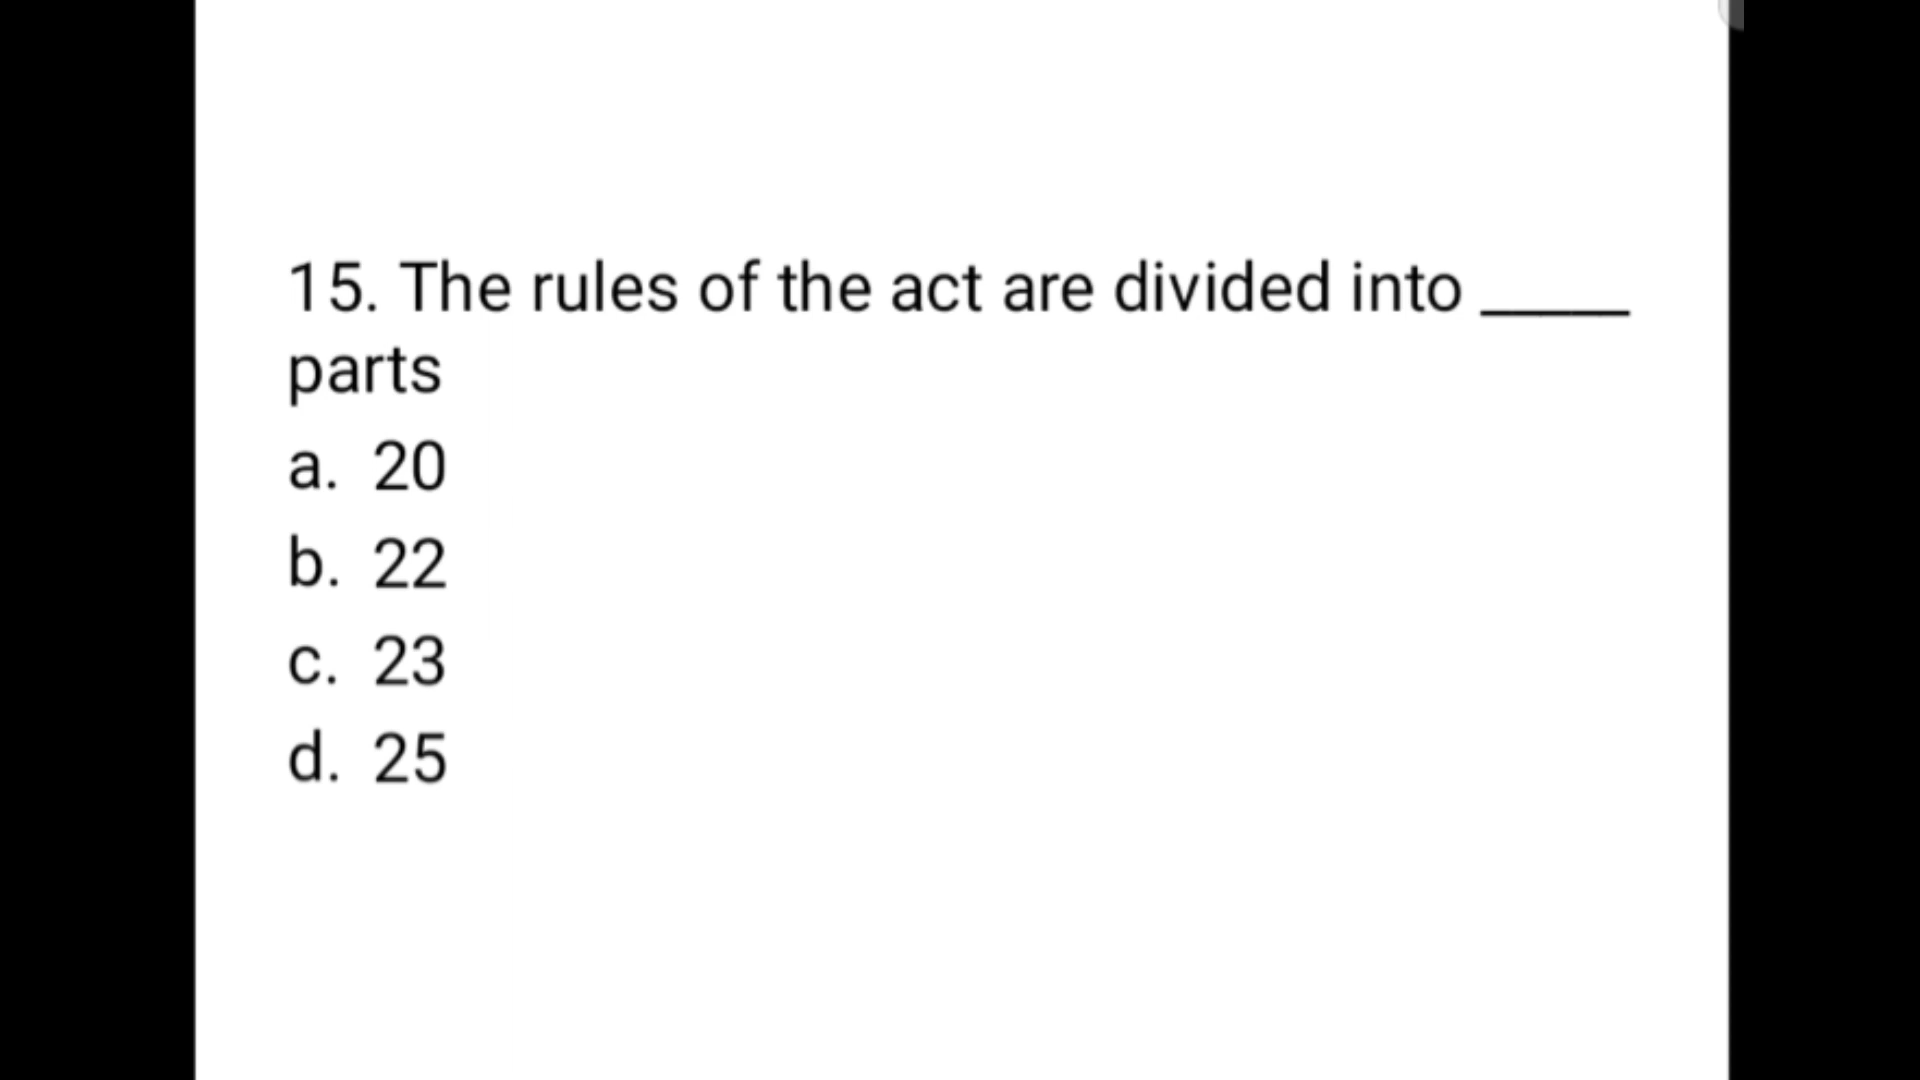 15. The rules of the act are divided into _____
parts
a. 20
b. 22
c. 23
d. 25